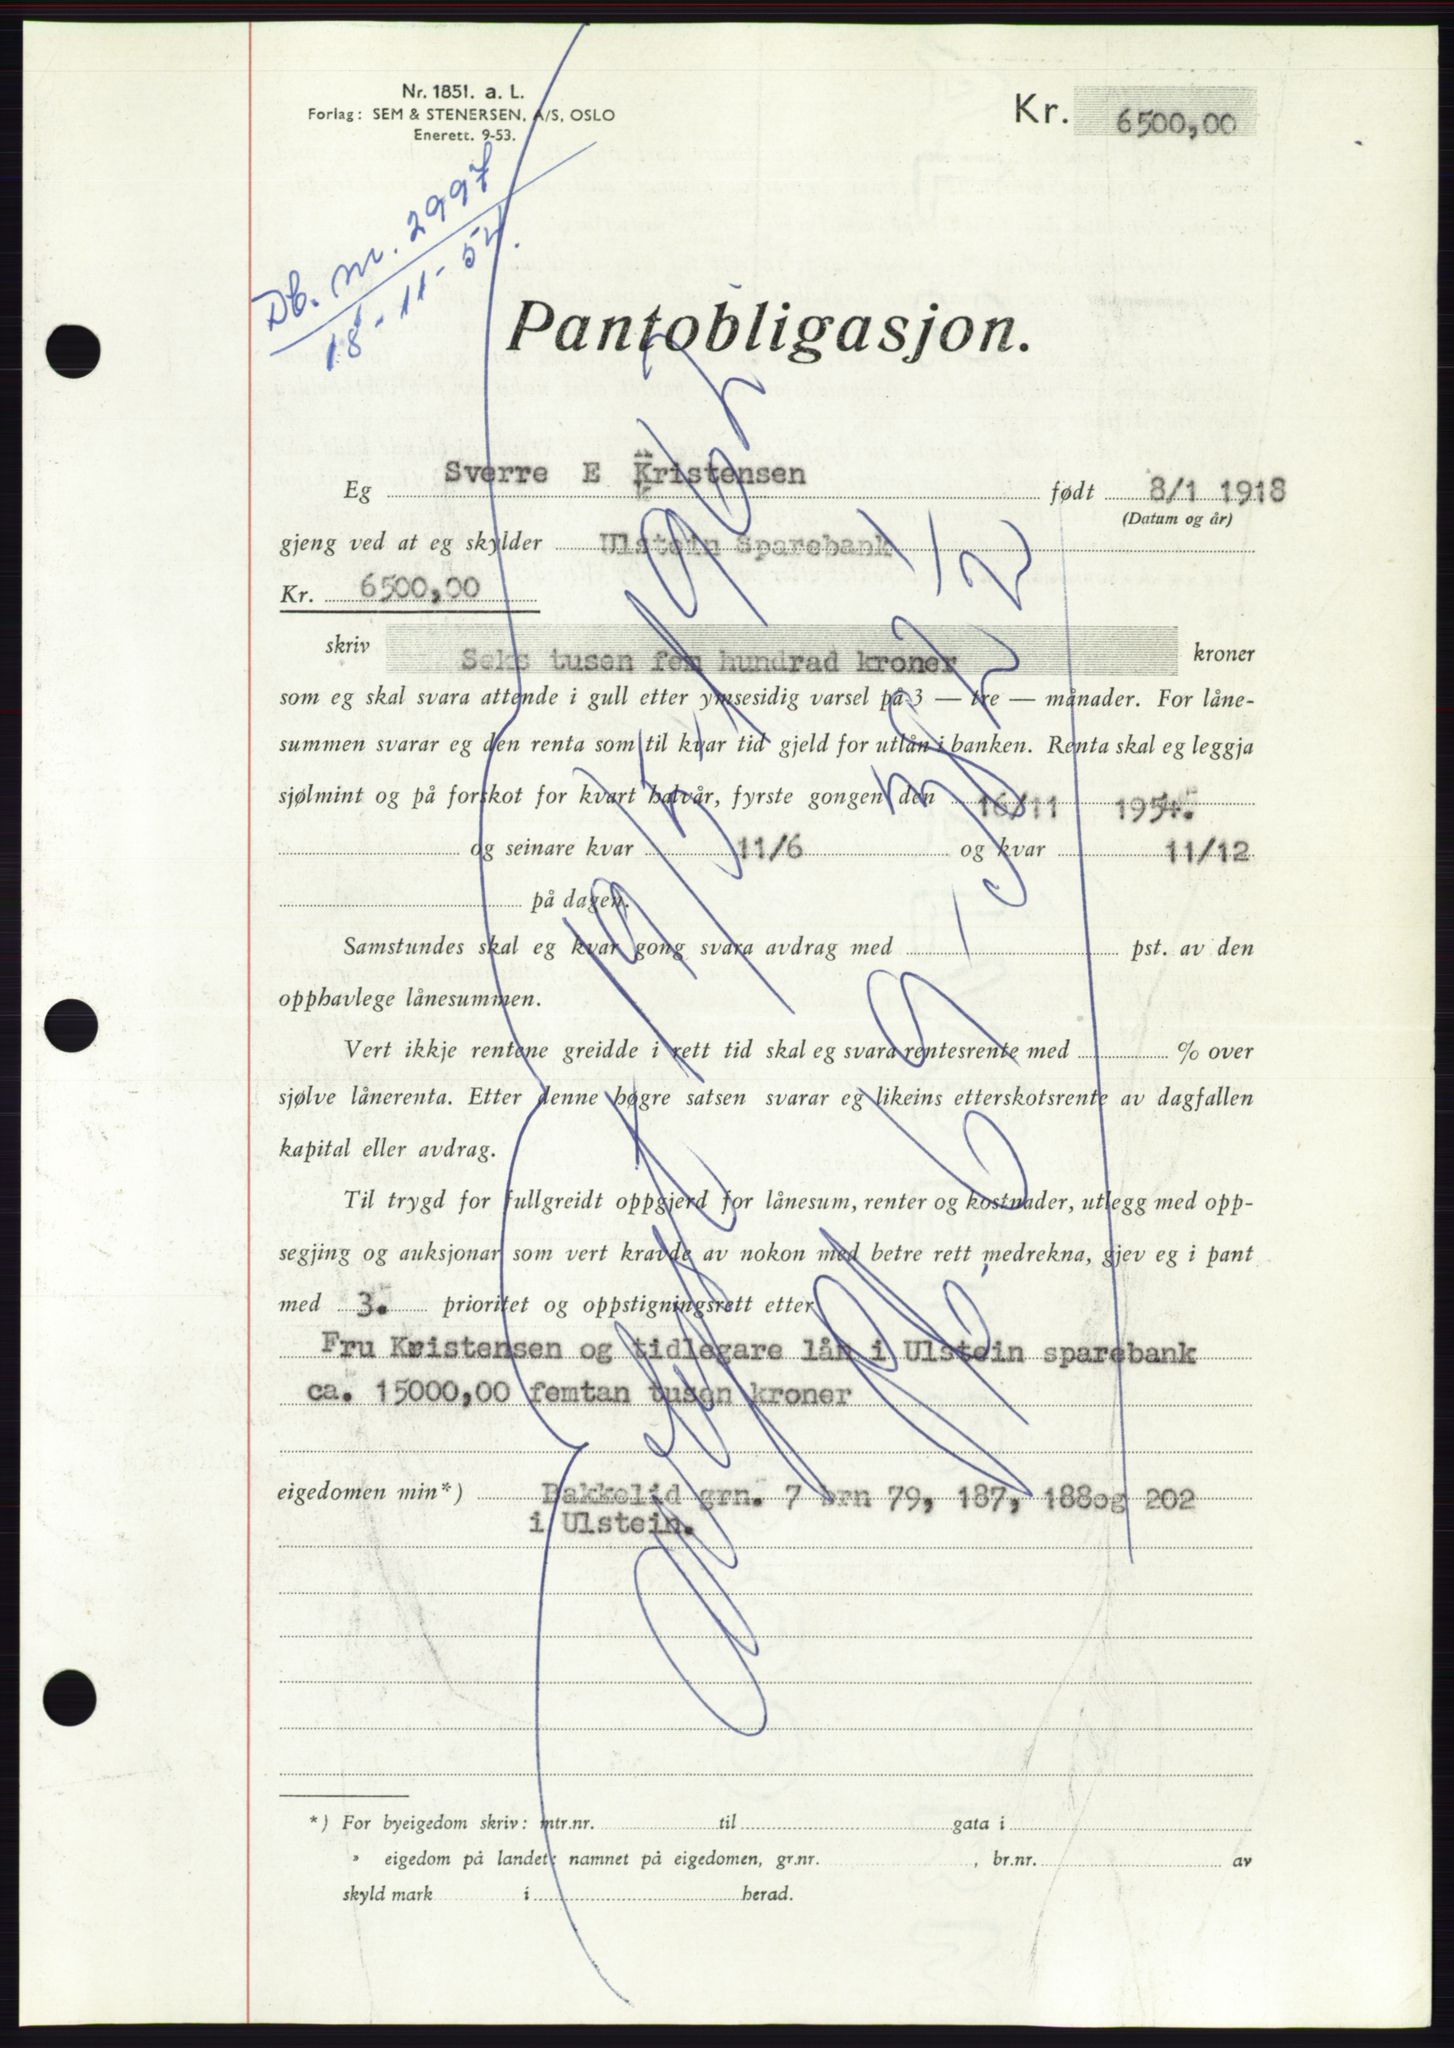 Nr. 1851. a. L.
Forlag: SEM & STENERSEN, A/S, OSLO
Enerett. 9-53.
Kr. 6500,00
Db. nr. 2997
18-11-54.
Pantobligasjon.
Eg Sverre E Kristensen født 8/1 1918
(Datum og år)
gjeng ved at eg skylder Ulstein Sparebank
Kr. 6500,00
skriv Seks tusen fem hundrad kroner kroner
som eg skal svara attende i gull etter ymsesidig varsel på 3 — tre — månader. For låne-
summen svarar eg den renta som til kvar tid gjeld for utlån i banken. Renta skal eg leggja
sjølmint og på forskot for kvart halvår, fyrste gongen den 16/11 1954.
og seinare kvar 11/6 og kvar 11/12
på dagen.
Samstundes skal eg kvar gong svara avdrag med pst. av den
opphavlege lånesummen.
Vert ikkje rentene greidde i rett tid skal eg svara rentesrente med % over
sjølve lånerenta. Etter denne høgre satsen svarar eg likeins etterskotsrente av dagfallen
kapital eller avdrag.
Til trygd for fullgreidt oppgjerd for lånesum, renter og kostnader, utlegg med opp-
segjing og auksjonar som vert kravde av nokon med betre rett medrekna, gjev eg i pant
med 3. prioritet og oppstigningsrett etter
Fru Kristensen og tidlegare lån i Ulstein sparebank
ca. 15000,00 femtan tusen kroner
eigedomen min*) Bakkelid grn. 7 brn 79, 187, 188og 202
i Ulstein.
*) For byeigedom skriv: mtr.nr. til gata i
» eigedom på landet: namnet på eigedomen, gr.nr. , br.nr. av
skyld mark i herad.